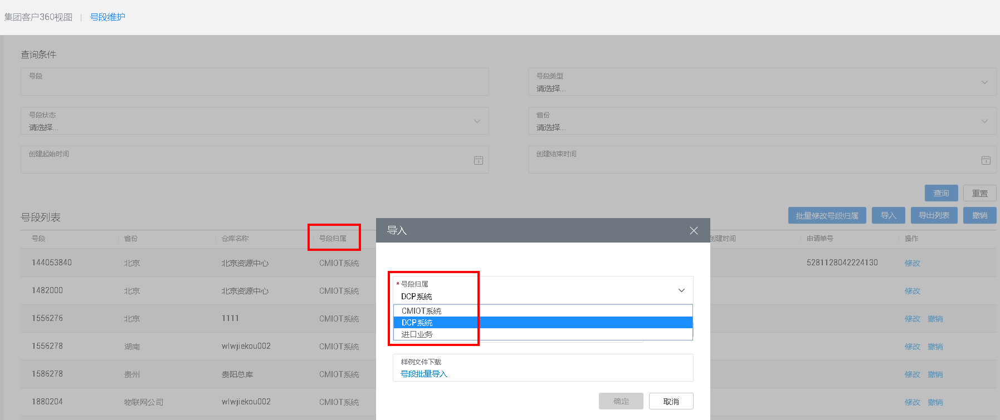 集团客户360视图 | 号段维护
查询条件
号段
号段类型
请选择...
号段状态
请选择...
省份
请选择...
创建起始时间
创建结束时间
查询 重置
号段列表
批量修改号段归属 导入 导出列表 撤销
号段 省份 仓库名称 号段归属 创建时间 申请单号 操作
144053840 北京 北京资源中心 CMIOT系统 5281128042224130 修改
1482000 北京 北京资源中心 CMIOT系统 修改
1556276 北京 1111 CMIOT系统 修改 撤销
1556278 湖南 wlwjiekou002 CMIOT系统 修改 撤销
1586278 贵州 贵阳总库 CMIOT系统 修改 撤销
1880204 物联网公司 wlwjiekou002 CMIOT系统 修改 撤销
导入
* 号段归属
DCP系统
CMIOT系统
DCP系统
进口业务
样例文件下载
号段批量导入
确定 取消